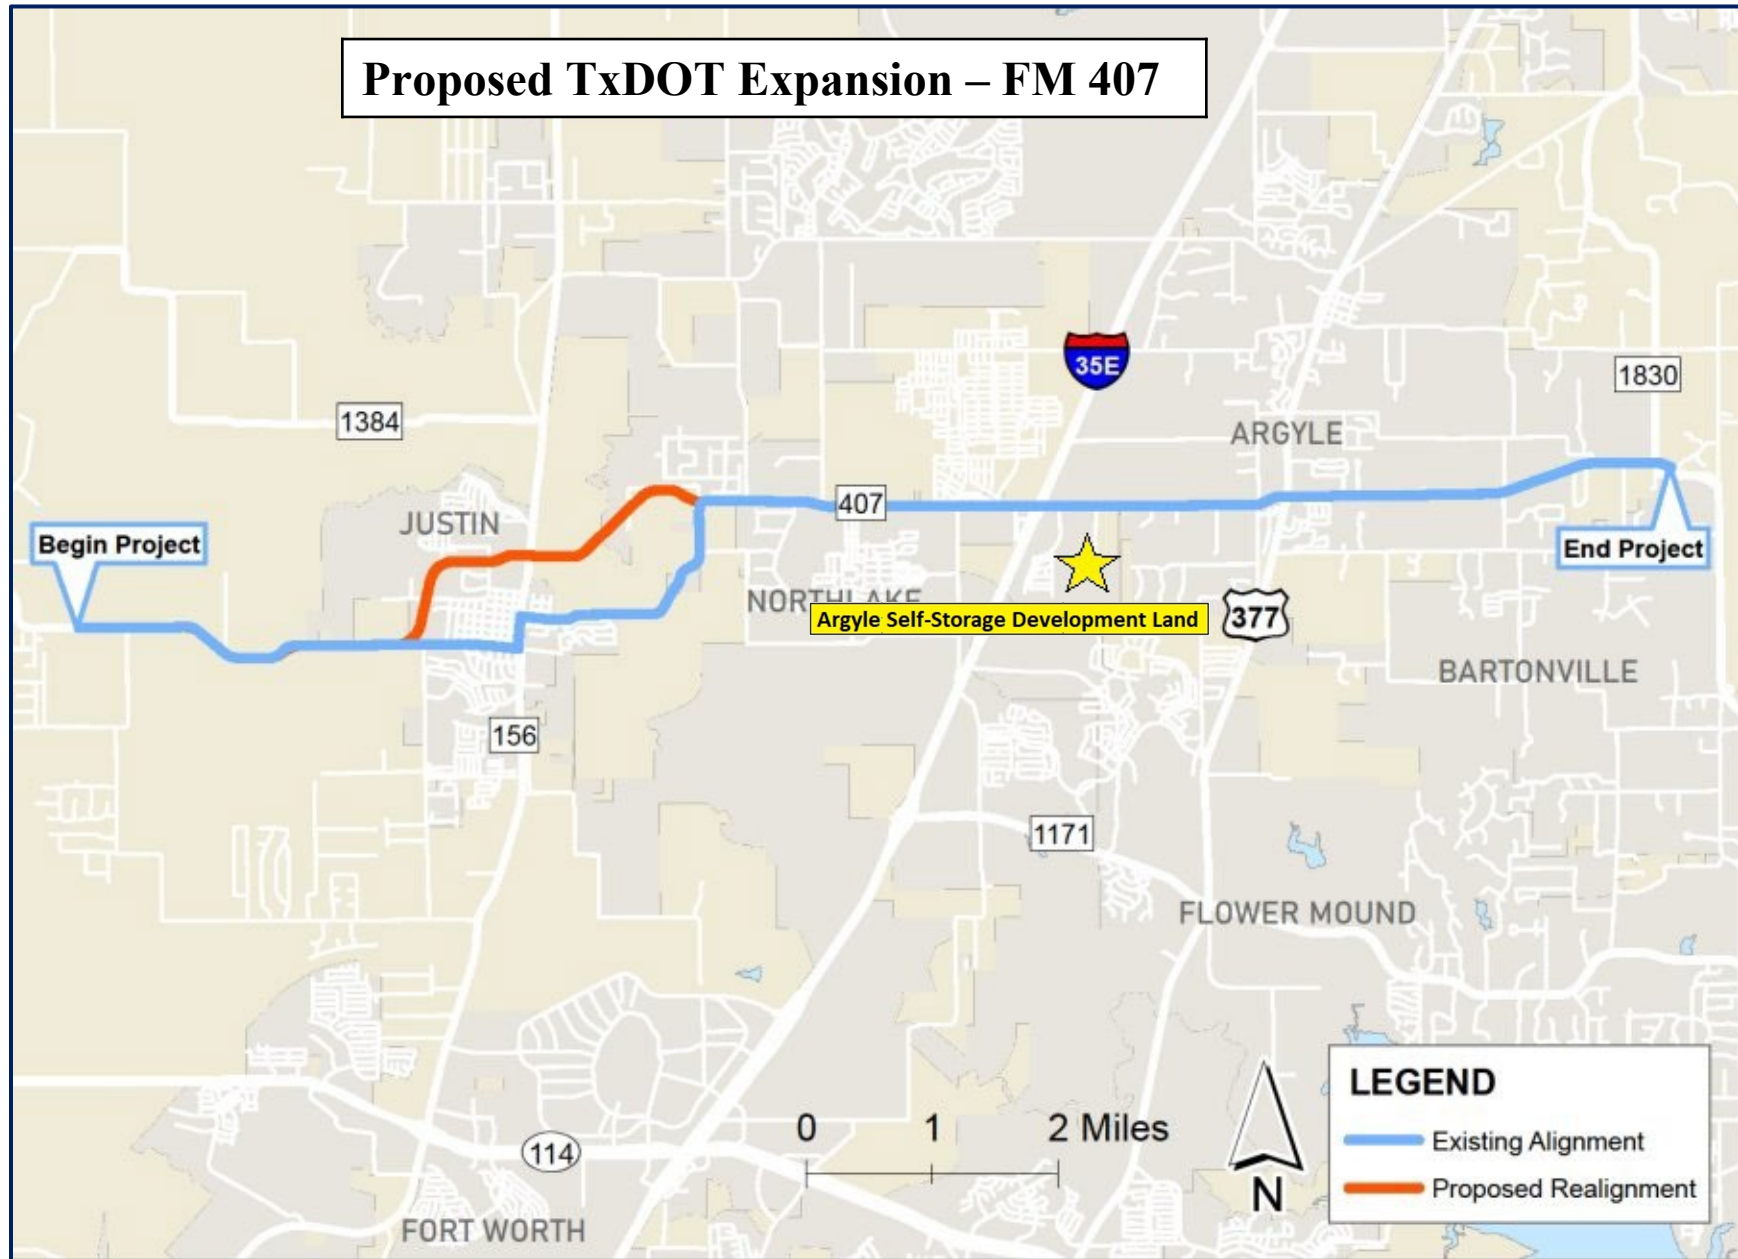 Proposed TxDOT Expansion – FM 407
35E
1830
1384
ARGYLE
407
JUSTIN
Begin Project
End Project
NORTHLAKE
Argyle Self-Storage Development Land
377
BARTONVILLE
156
1171
FLOWER MOUND
LEGEND
0 1 2 Miles
Existing Alignment
114
Proposed Realignment
N
FORT WORTH